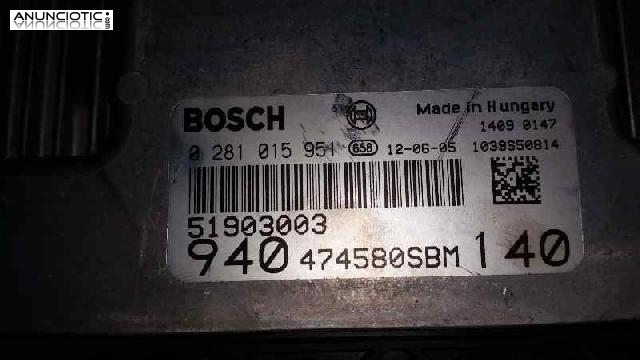 ANUNCIOTIC.es
BOSCH Made in Hungary
1409 0147
0 281 015 951 658 12-06-05 1039S50814
51903003
940 474580SBM 140